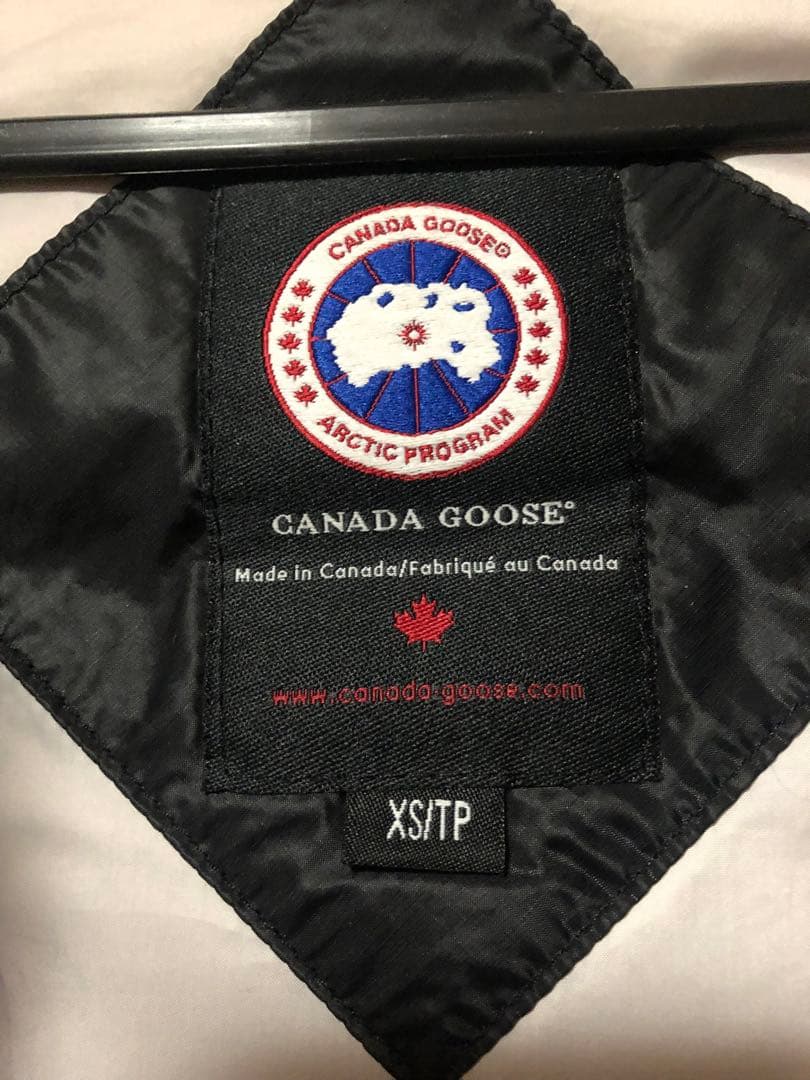 CANADA GOOSE©
ARCTIC PROGRAM
CANADA GOOSE®
Made in Canada/Fabriqué au Canada
www.canada-goose.com
XS/TP